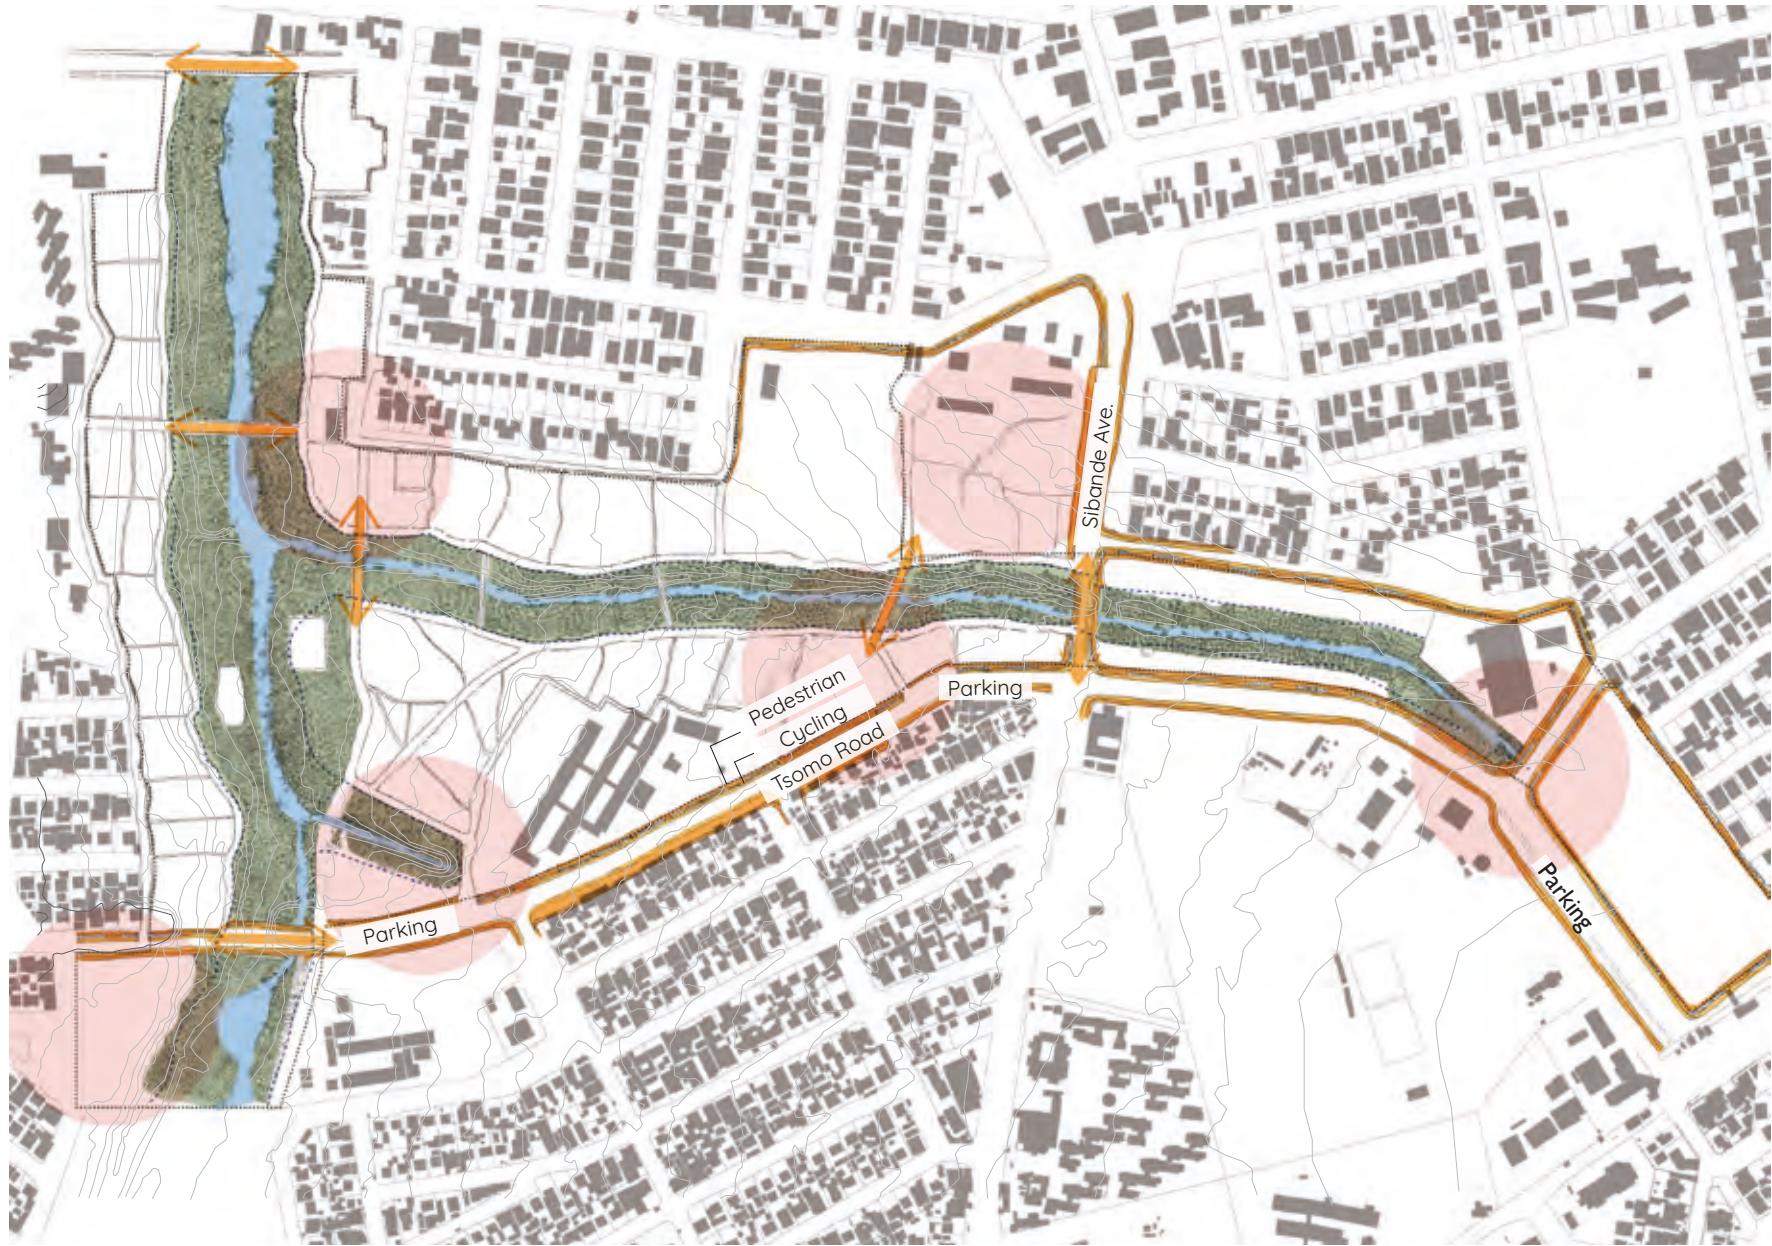 Sibande Ave.
Pedestrian
Cycling
Tsomo Road
Parking
Parking
Parking